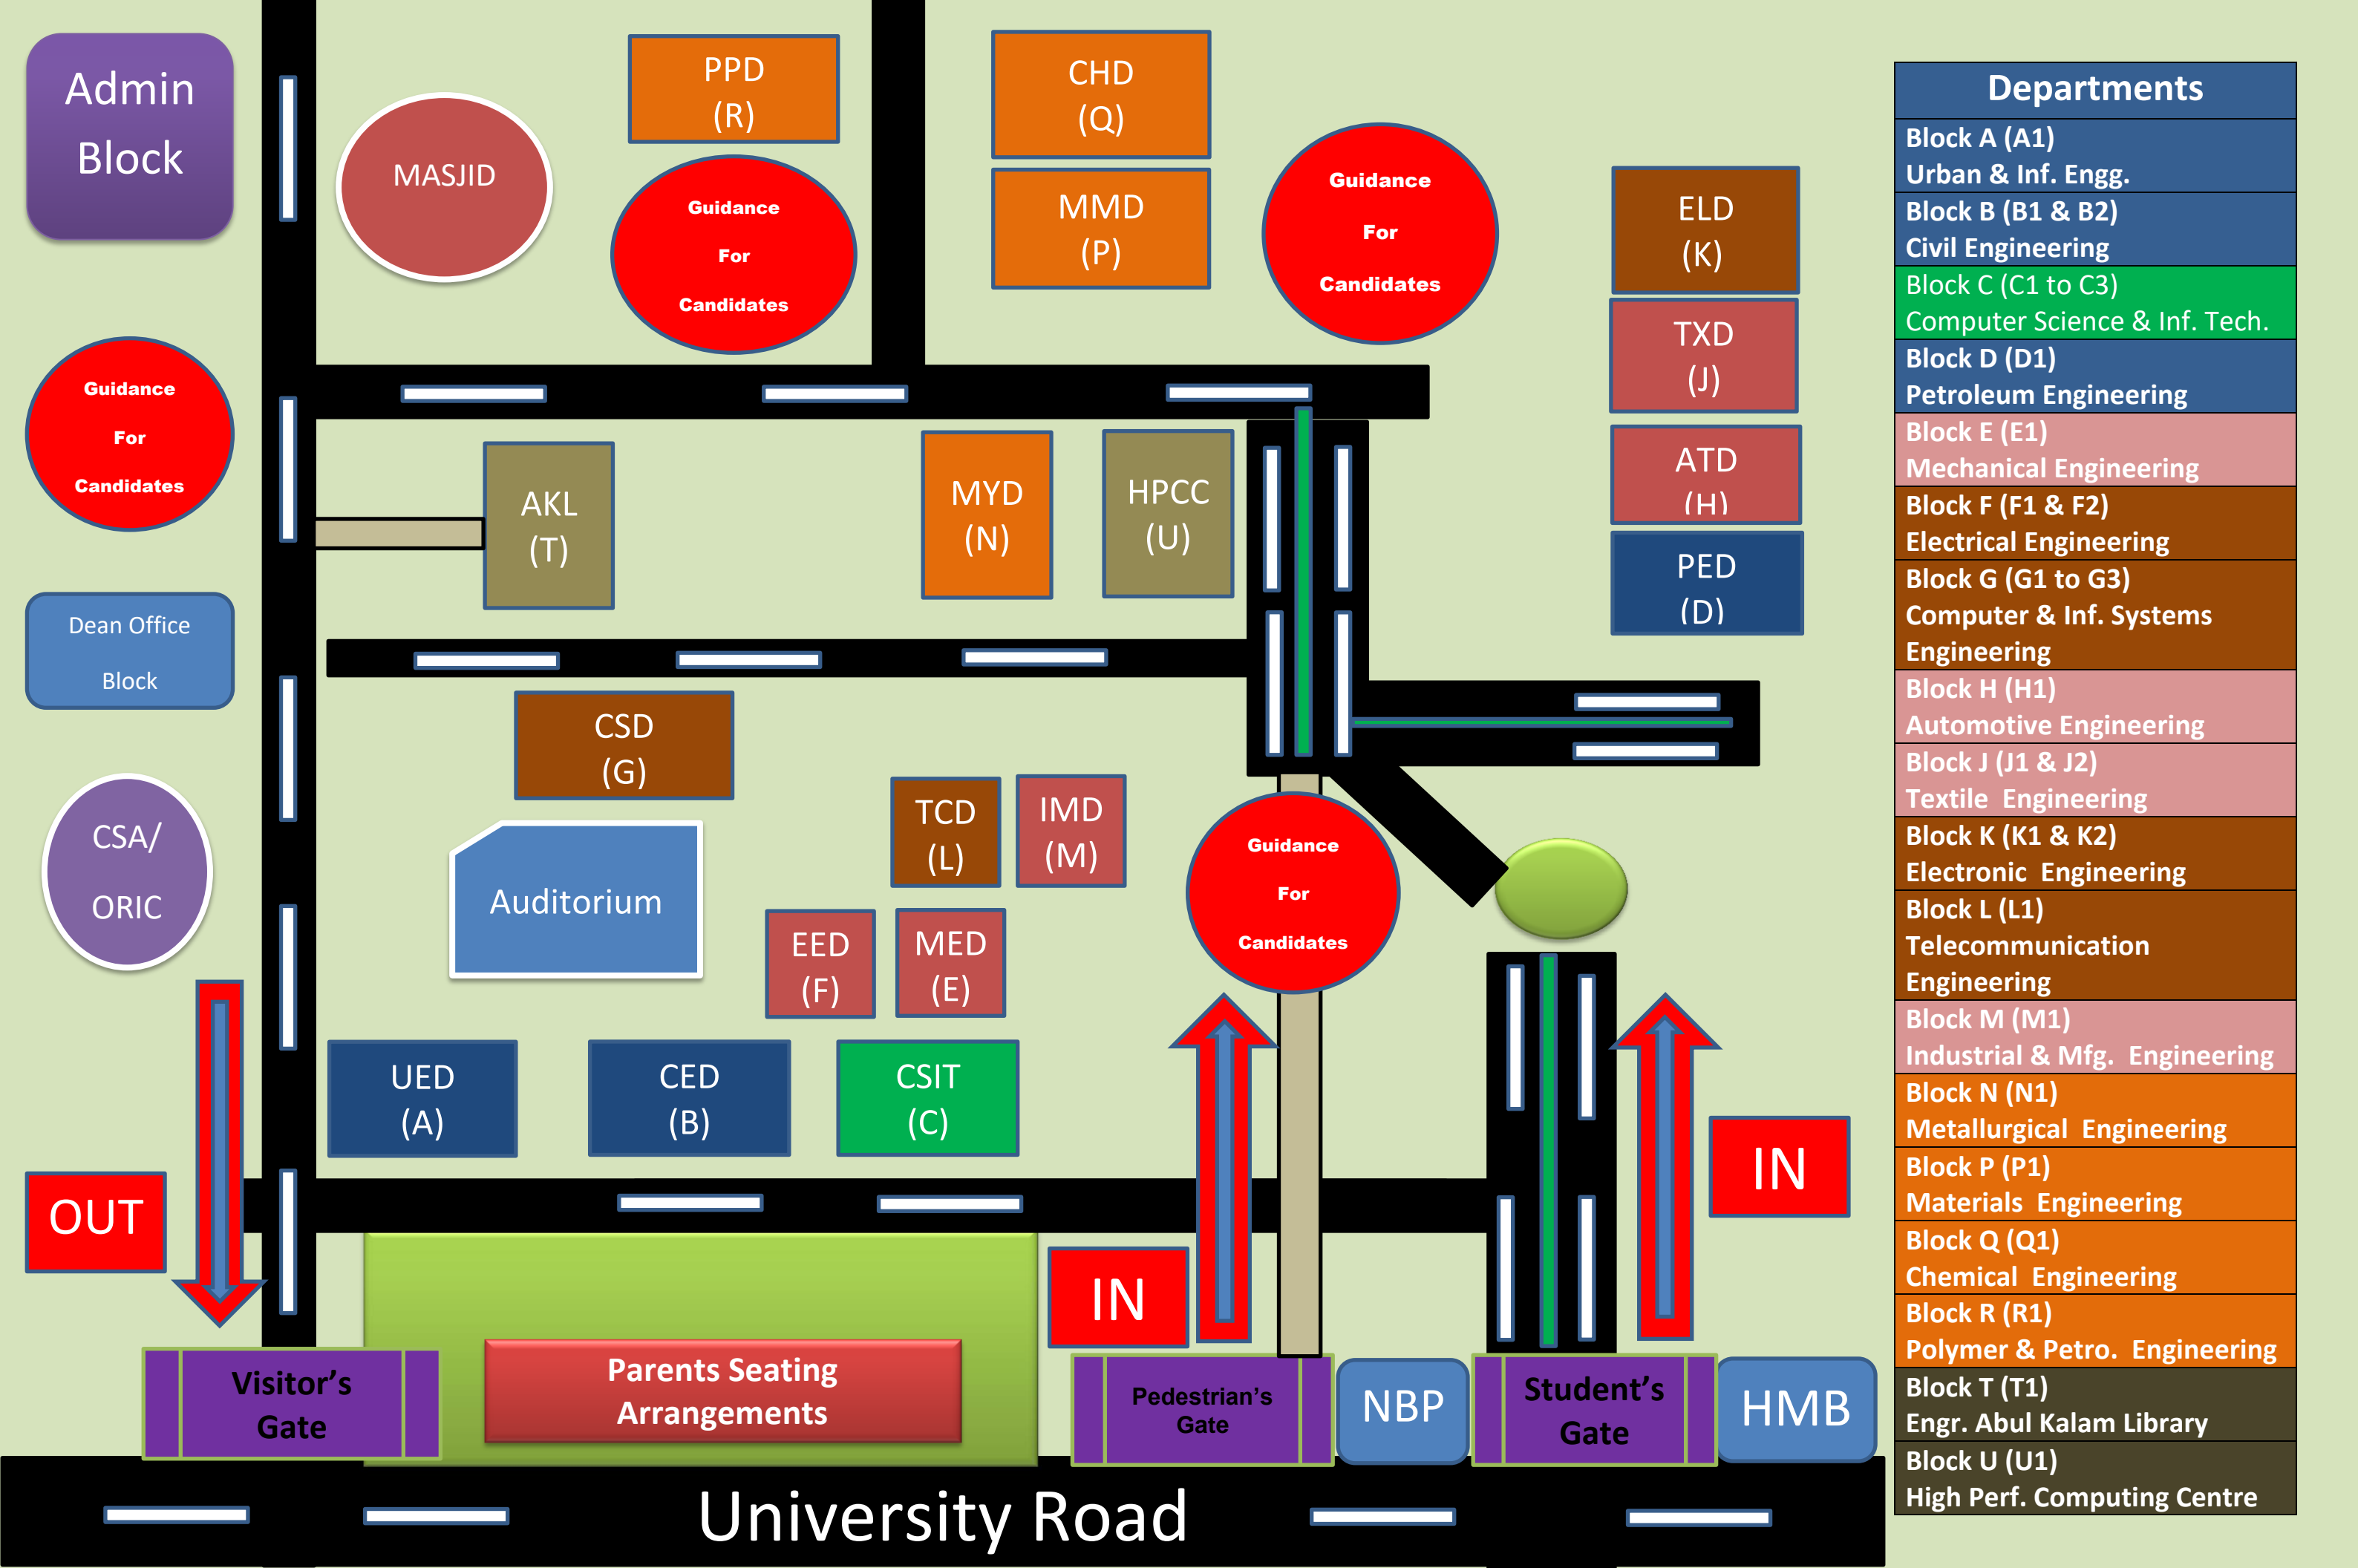 Admin
Block
MASJID
PPD
(R)
Guidance
For
Candidates
CHD
(Q)
MMD
(P)
Guidance
For
Candidates
ELD
(K)
TXD
(J)
ATD
(H)
PED
(D)
Guidance
For
Candidates
AKL
(T)
MYD
(N)
HPCC
(U)
Dean Office
Block
CSD
(G)
CSA/
ORIC
Auditorium
TCD
(L)
IMD
(M)
EED
(F)
MED
(E)
Guidance
For
Candidates
UED
(A)
CED
(B)
CSIT
(C)
OUT
IN
IN
Visitor’s
Gate
Parents Seating
Arrangements
Pedestrian’s
Gate
NBP
Student’s
Gate
HMB
University Road
Departments
Block A (A1)
Urban & Inf. Engg.
Block B (B1 & B2)
Civil Engineering
Block C (C1 to C3)
Computer Science & Inf. Tech.
Block D (D1)
Petroleum Engineering
Block E (E1)
Mechanical Engineering
Block F (F1 & F2)
Electrical Engineering
Block G (G1 to G3)
Computer & Inf. Systems
Engineering
Block H (H1)
Automotive Engineering
Block J (J1 & J2)
Textile  Engineering
Block K (K1 & K2)
Electronic  Engineering
Block L (L1)
Telecommunication
Engineering
Block M (M1)
Industrial & Mfg.  Engineering
Block N (N1)
Metallurgical  Engineering
Block P (P1)
Materials  Engineering
Block Q (Q1)
Chemical  Engineering
Block R (R1)
Polymer & Petro.  Engineering
Block T (T1)
Engr. Abul Kalam Library
Block U (U1)
High Perf. Computing Centre